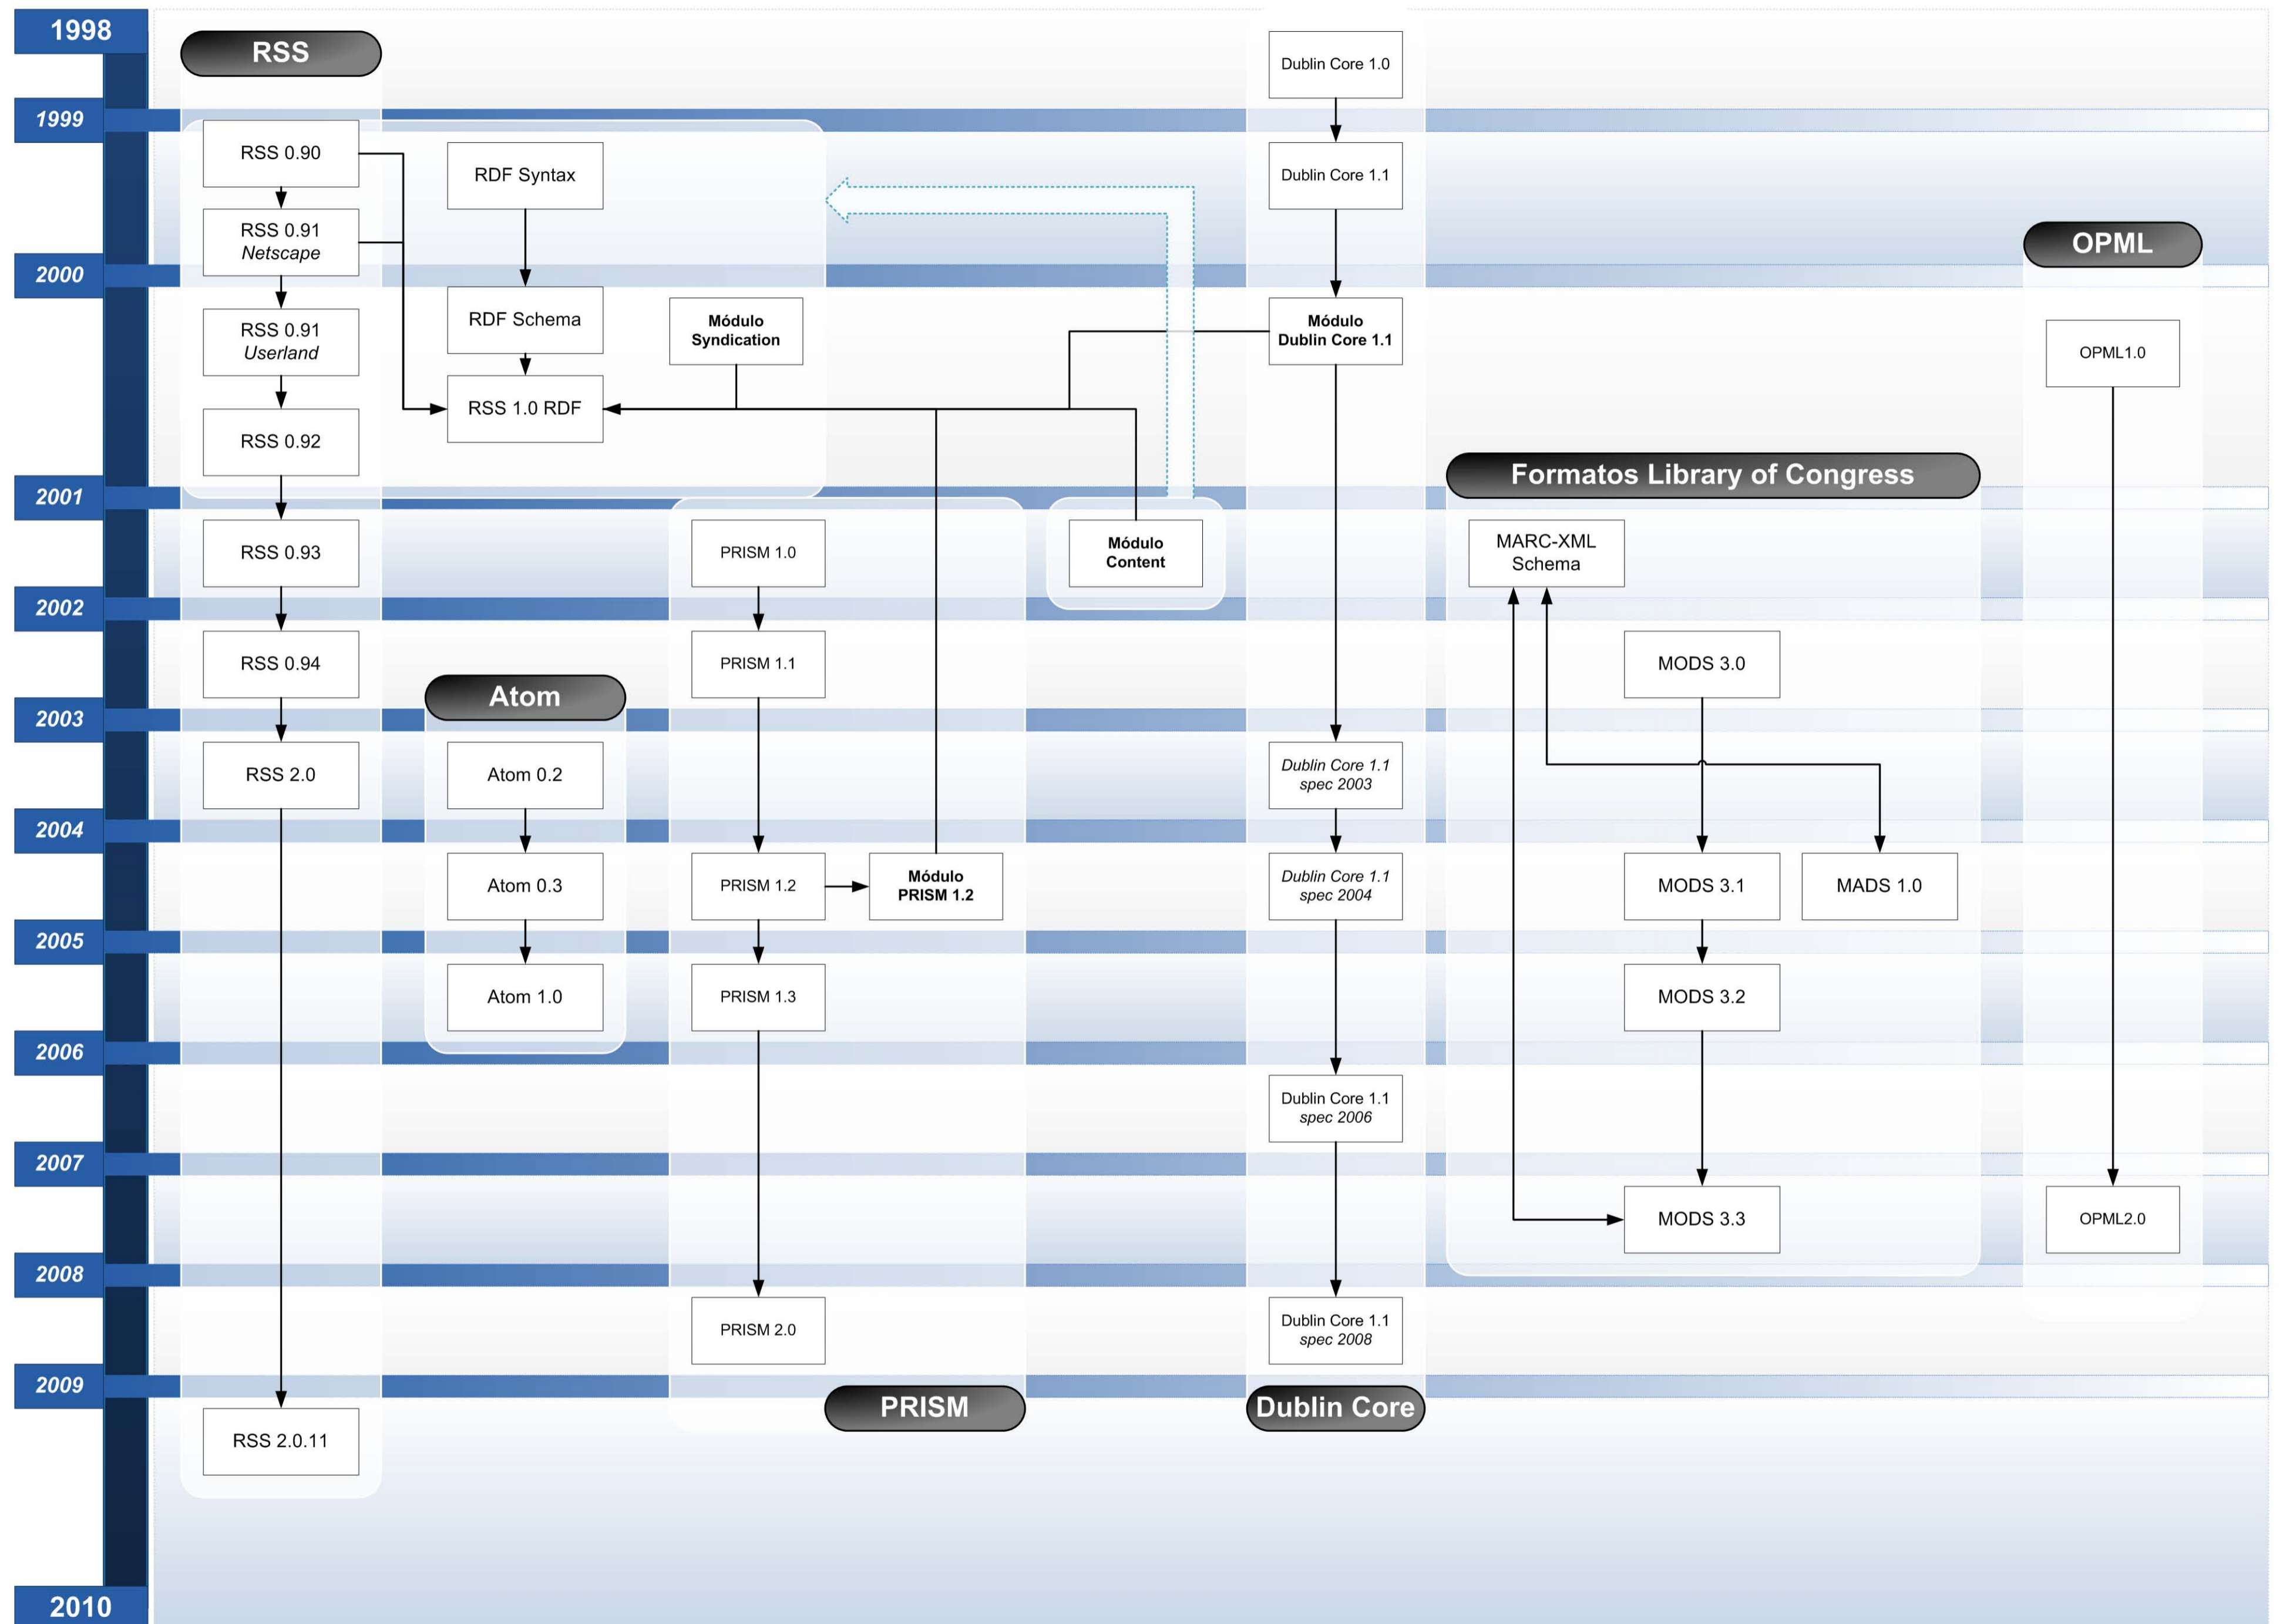 1998
RSS
Dublin Core 1.0
1999
RSS 0.90
RDF Syntax
Dublin Core 1.1
RSS 0.91
Netscape
OPML
2000
RSS 0.91
Userland
RDF Schema
Módulo
Syndication
Módulo
Dublin Core 1.1
OPML1.0
RSS 1.0 RDF
RSS 0.92
Formatos Library of Congress
2001
RSS 0.93
PRISM 1.0
Módulo
Content
MARC-XML
Schema
2002
RSS 0.94
PRISM 1.1
MODS 3.0
Atom
2003
RSS 2.0
Atom 0.2
Dublin Core 1.1
spec 2003
2004
Atom 0.3
PRISM 1.2
Módulo
PRISM 1.2
Dublin Core 1.1
spec 2004
MODS 3.1
MADS 1.0
2005
Atom 1.0
PRISM 1.3
MODS 3.2
2006
Dublin Core 1.1
spec 2006
2007
MODS 3.3
OPML2.0
2008
PRISM 2.0
Dublin Core 1.1
spec 2008
2009
PRISM
Dublin Core
RSS 2.0.11
2010